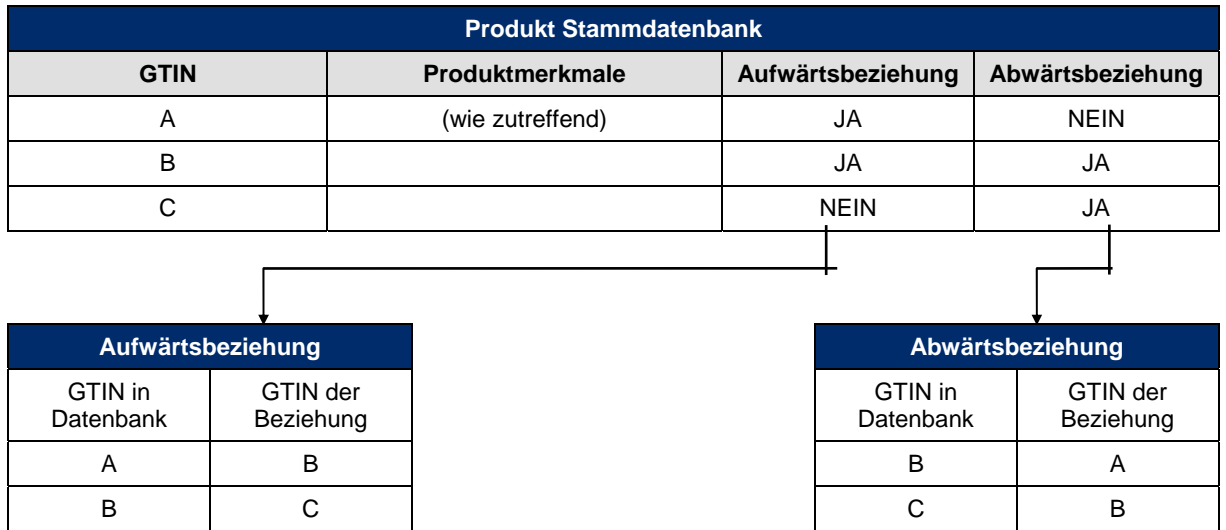 Produkt Stammdatenbank
GTIN Produktmerkmale Aufwärtsbeziehung Abwärtsbeziehung
A (wie zutreffend) JA NEIN
B JA JA
C NEIN JA
Aufwärtsbeziehung
GTIN in Datenbank GTIN der Beziehung
A B
B C
Abwärtsbeziehung
GTIN in Datenbank GTIN der Beziehung
B A
C B